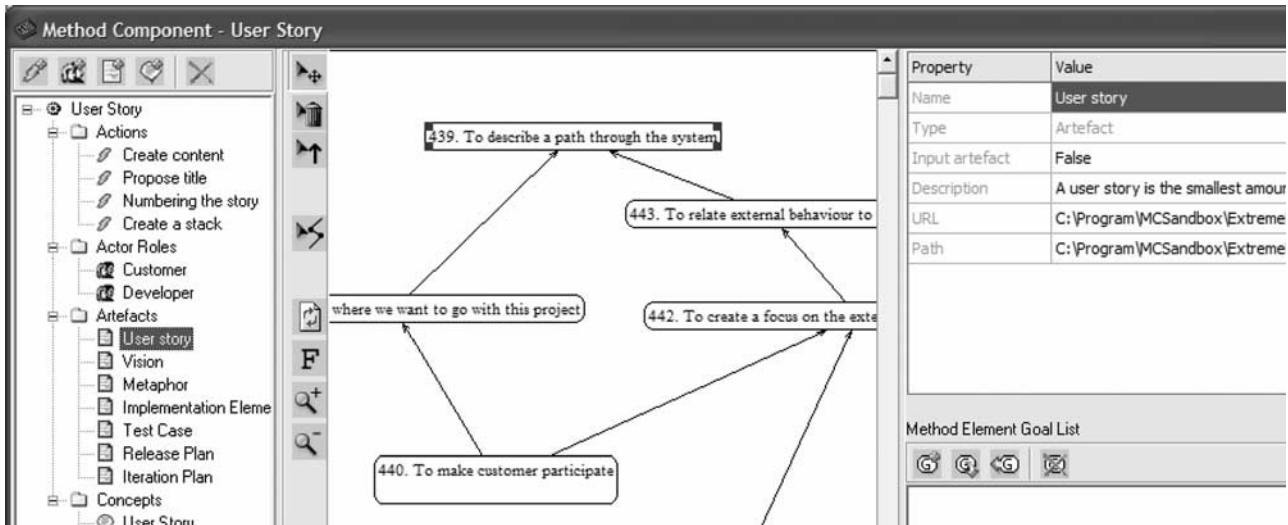 Method Component - User Story
User Story
Actions
Create content
Propose title
Numbering the story
Create a stack
Actor Roles
Customer
Developer
Artefacts
User story
Vision
Metaphor
Implementation Eleme
Test Case
Release Plan
Iteration Plan
Concepts
User Story
F
439. To describe a path through the system
443. To relate external behaviour to
where we want to go with this project
442. To create a focus on the exte
440. To make customer participate
Property Value
Name User story
Type Artefact
Input artefact False
Description A user story is the smallest amour
URL C:\Program\MCSandbox\Extreme
Path C:\Program\MCSandbox\Extreme
Method Element Goal List
G G G G